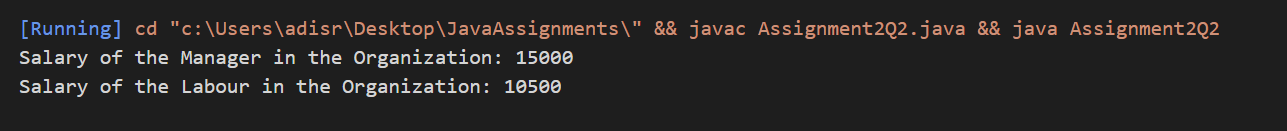 [Running] cd "c:\Users\adisr\Desktop\JavaAssignments\" && javac Assignment2Q2.java && java Assignment2Q2
Salary of the Manager in the Organization: 15000
Salary of the Labour in the Organization: 10500